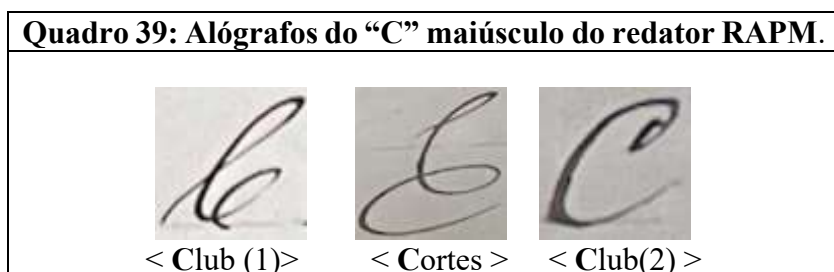 Quadro 39: Alógrafos do “C” maiúsculo do redator RAPM.
C C C
< Club (1)> < Cortes > < Club(2) >